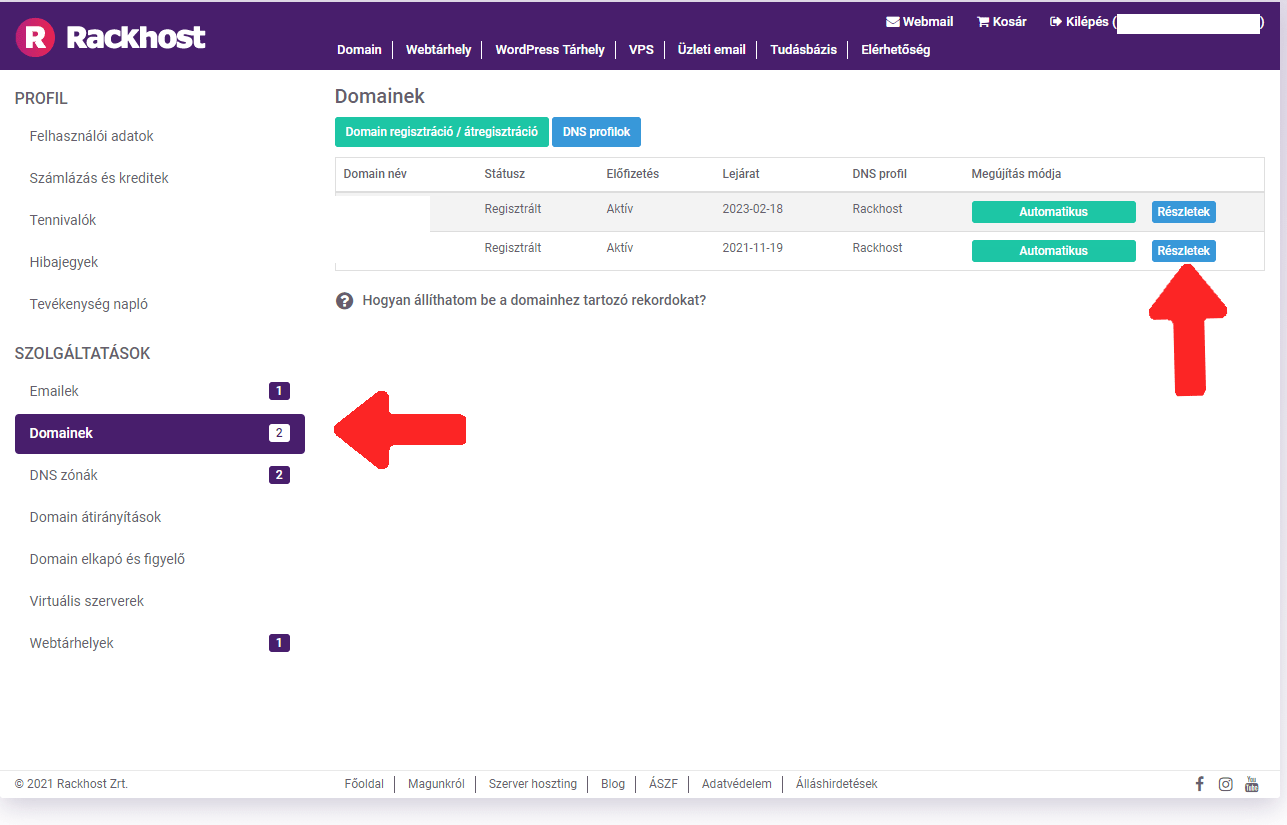 R Rackhost
Webmail Kosár Kilépés ( )
Domain Webtárhely WordPress Tárhely VPS Üzleti email Tudásbázis Elérhetőség
PROFIL
Felhasználói adatok
Számlázás és kreditek
Tennivalók
Hibajegyek
Tevékenység napló
SZOLGÁLTATÁSOK
Emailek 1
Domainek 2
DNS zónák 2
Domain átirányítások
Domain elkapó és figyelő
Virtuális szerverek
Webtárhelyek 1
Domainek
Domain regisztráció / átregisztráció DNS profilok
Domain név Státusz Előfizetés Lejárat DNS profil Megújítás módja
Regisztrált Aktív 2023-02-18 Rackhost Automatikus Részletek
Regisztrált Aktív 2021-11-19 Rackhost Automatikus Részletek
? Hogyan állíthatom be a domainhez tartozó rekordokat?
© 2021 Rackhost Zrt. Főoldal Magunkról Szerver hoszting Blog ÁSZF Adatvédelem Álláshirdetések
You Tube